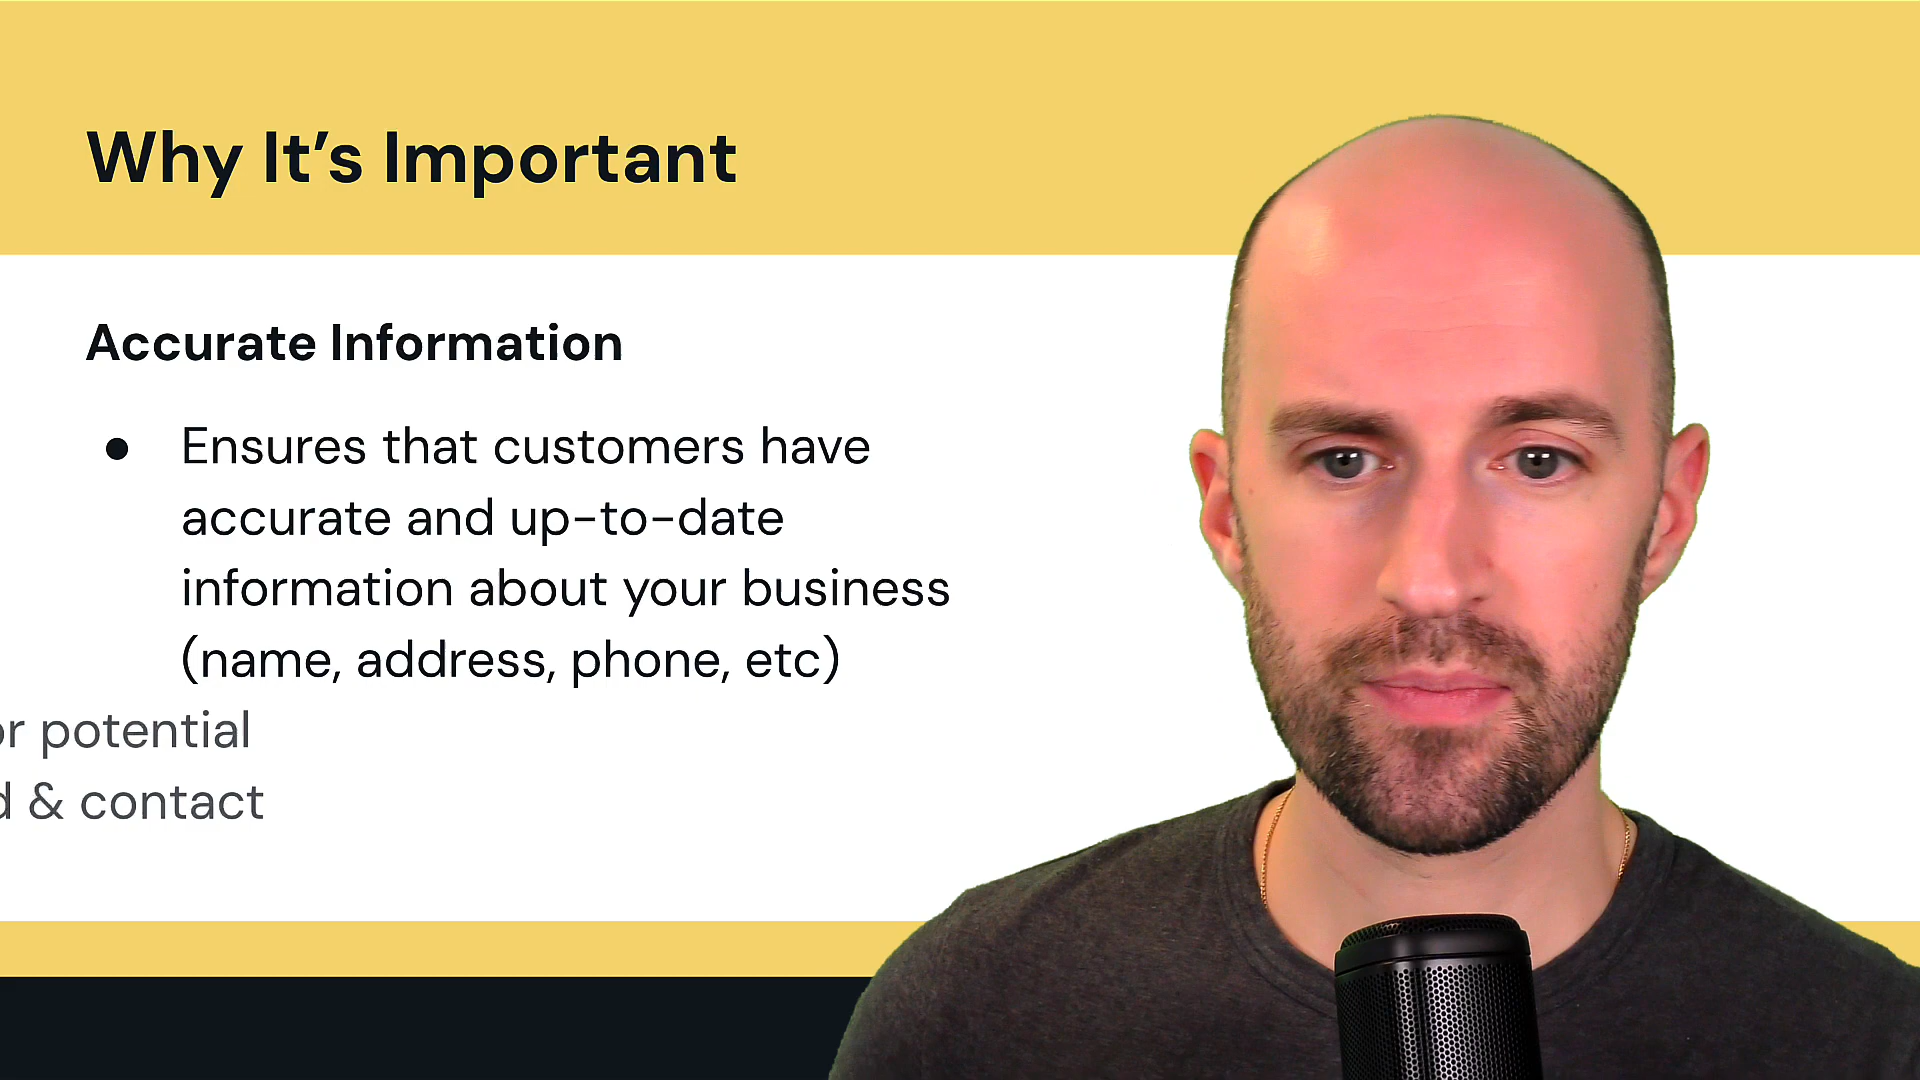 Why It’s Important
Accurate Information
● Ensures that customers have
accurate and up-to-date
information about your business
(name, address, phone, etc)
potential
& contact